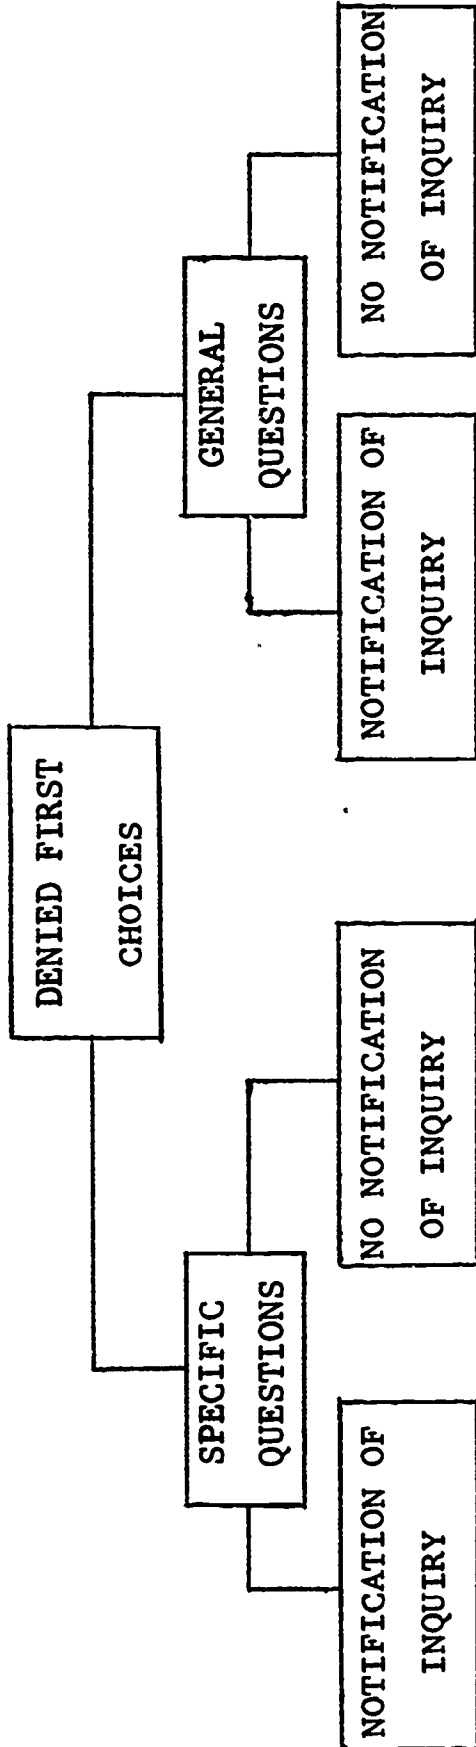 DENIED FIRST
CHOICES
SPECIFIC
QUESTIONS
GENERAL
QUESTIONS
NOTIFICATION OF
INQUIRY
NO NOTIFICATION
OF INQUIRY
NOTIFICATION OF
INQUIRY
NO NOTIFICATION
OF INQUIRY